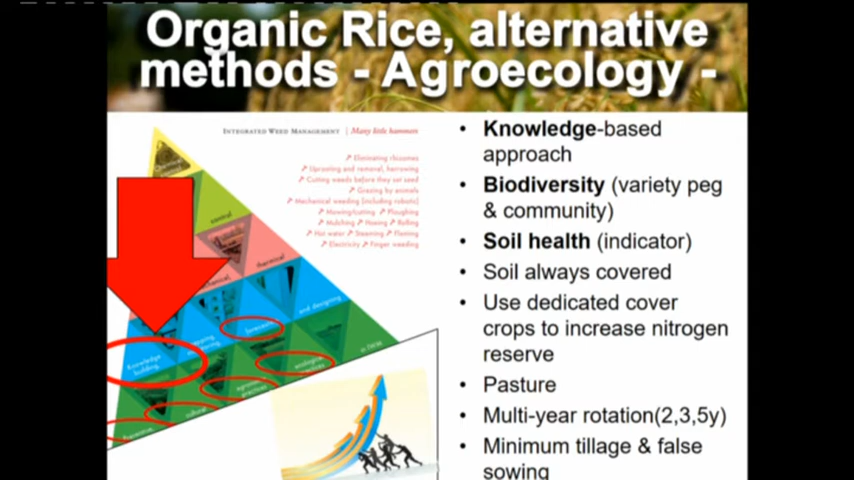 Organic Rice, alternative
methods - Agroecology -
INTEGRATED WEED MANAGEMENT | Many little hammers
↗ Eliminating rhizomes
↗ Uprooting and removal, harrowing
↗ Cutting weeds before they set seed
↗ Grazing by animals
↗ Mechanical weeding (including robotic)
↗ Mowing/cutting ↗ Ploughing
↗ Mulching ↗ Hoeing ↗ Rolling
↗ Hot water ↗ Steaming ↗ Flaming
↗ Electricity ↗ Finger weeding
control
thermical
and designing
Knowledge
building,
• Knowledge-based
approach
• Biodiversity (variety peg
& community)
• Soil health (indicator)
• Soil always covered
• Use dedicated cover
crops to increase nitrogen
reserve
• Pasture
• Multi-year rotation(2,3,5y)
• Minimum tillage & false
sowing